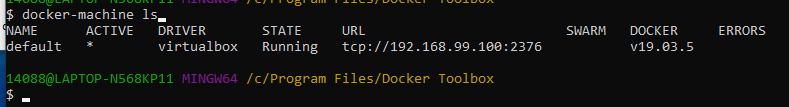 $ docker-machine ls
NAME ACTIVE DRIVER STATE URL SWARM DOCKER ERRORS
default * virtualbox Running tcp://192.168.99.100:2376 v19.03.5
14088@LAPTOP-N568KP11 MINGW64 /c/Program Files/Docker Toolbox
$